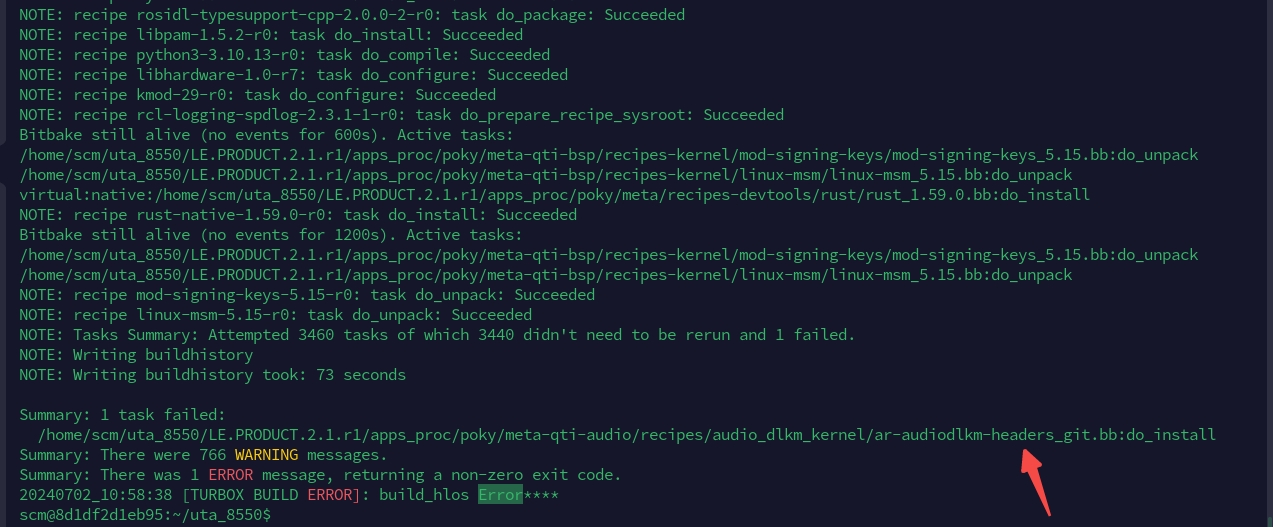 NOTE: recipe rosidl-typesupport-cpp-2.0.0-2-r0: task do_package: Succeeded
NOTE: recipe libpam-1.5.2-r0: task do_install: Succeeded
NOTE: recipe python3-3.10.13-r0: task do_compile: Succeeded
NOTE: recipe libhardware-1.0-r7: task do_configure: Succeeded
NOTE: recipe kmod-29-r0: task do_configure: Succeeded
NOTE: recipe rcl-logging-spdlog-2.3.1-1-r0: task do_prepare_recipe_sysroot: Succeeded
Bitbake still alive (no events for 600s). Active tasks:
/home/scm/uta_8550/LE.PRODUCT.2.1.r1/apps_proc/poky/meta-qti-bsp/recipes-kernel/mod-signing-keys/mod-signing-keys_5.15.bb:do_unpack
/home/scm/uta_8550/LE.PRODUCT.2.1.r1/apps_proc/poky/meta-qti-bsp/recipes-kernel/linux-msm/linux-msm_5.15.bb:do_unpack
virtual:native:/home/scm/uta_8550/LE.PRODUCT.2.1.r1/apps_proc/poky/meta/recipes-devtools/rust/rust_1.59.0.bb:do_install
NOTE: recipe rust-native-1.59.0-r0: task do_install: Succeeded
Bitbake still alive (no events for 1200s). Active tasks:
/home/scm/uta_8550/LE.PRODUCT.2.1.r1/apps_proc/poky/meta-qti-bsp/recipes-kernel/mod-signing-keys/mod-signing-keys_5.15.bb:do_unpack
/home/scm/uta_8550/LE.PRODUCT.2.1.r1/apps_proc/poky/meta-qti-bsp/recipes-kernel/linux-msm/linux-msm_5.15.bb:do_unpack
NOTE: recipe mod-signing-keys-5.15-r0: task do_unpack: Succeeded
NOTE: recipe linux-msm-5.15-r0: task do_unpack: Succeeded
NOTE: Tasks Summary: Attempted 3460 tasks of which 3440 didn't need to be rerun and 1 failed.
NOTE: Writing buildhistory
NOTE: Writing buildhistory took: 73 seconds
Summary: 1 task failed:
/home/scm/uta_8550/LE.PRODUCT.2.1.r1/apps_proc/poky/meta-qti-audio/recipes/audio_dlkm_kernel/ar-audiodlkm-headers_git.bb:do_install
Summary: There were 766 WARNING messages.
Summary: There was 1 ERROR message, returning a non-zero exit code.
20240702_10:58:38 [TURBOX BUILD ERROR]: build_hlos Error****
scm@8d1df2d1eb95:~/uta_8550$